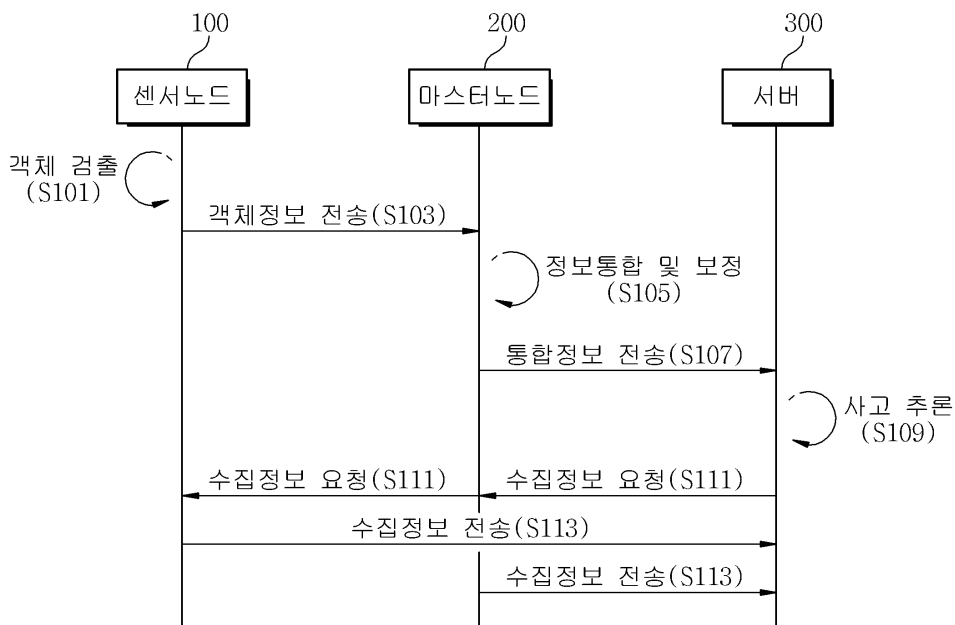 100
200
300
센서노드
마스터노드
서버
객체 검출
(S101)
객체정보 전송(S103)
정보통합 및 보정
(S105)
통합정보 전송(S107)
사고 추론
(S109)
수집정보 요청(S111)
수집정보 요청(S111)
수집정보 전송(S113)
수집정보 전송(S113)